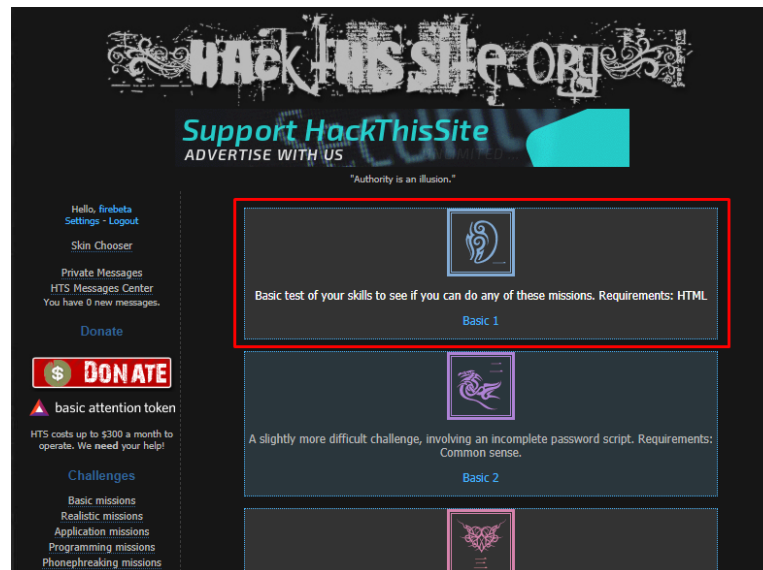 HAckthissite.org
Support HackThisSite
ADVERTISE WITH US
"Authority is an illusion."
Hello, firebeta
Settings - Logout
Skin Chooser
Private Messages
HTS Messages Center
You have 0 new messages.
Donate
$ DONATE
basic attention token
HTS costs up to $300 a month to
operate. We need your help!
Challenges
Basic missions
Realistic missions
Application missions
Programming missions
Phonephreaking missions
Basic test of your skills to see if you can do any of these missions. Requirements: HTML
Basic 1
A slightly more difficult challenge, involving an incomplete password script. Requirements:
Common sense.
Basic 2